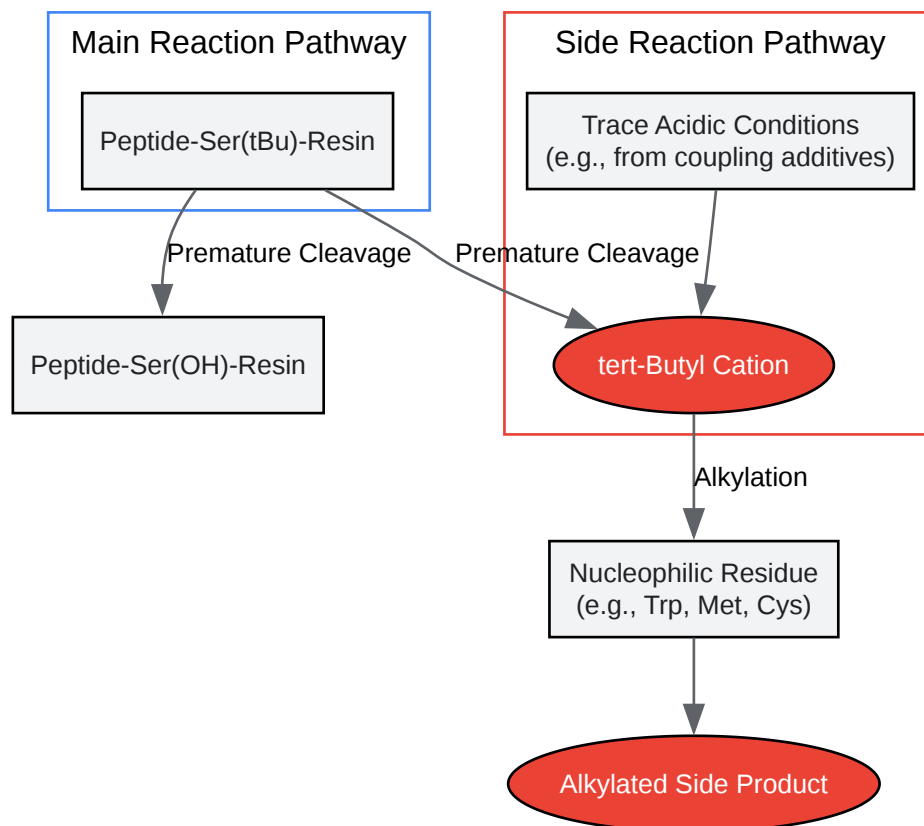 Main Reaction Pathway
Side Reaction Pathway
Peptide-Ser(tBu)-Resin
Trace Acidic Conditions
(e.g., from coupling additives)
Premature Cleavage
Premature Cleavage
Peptide-Ser(OH)-Resin
tert-Butyl Cation
Alkylation
Nucleophilic Residue
(e.g., Trp, Met, Cys)
Alkylated Side Product